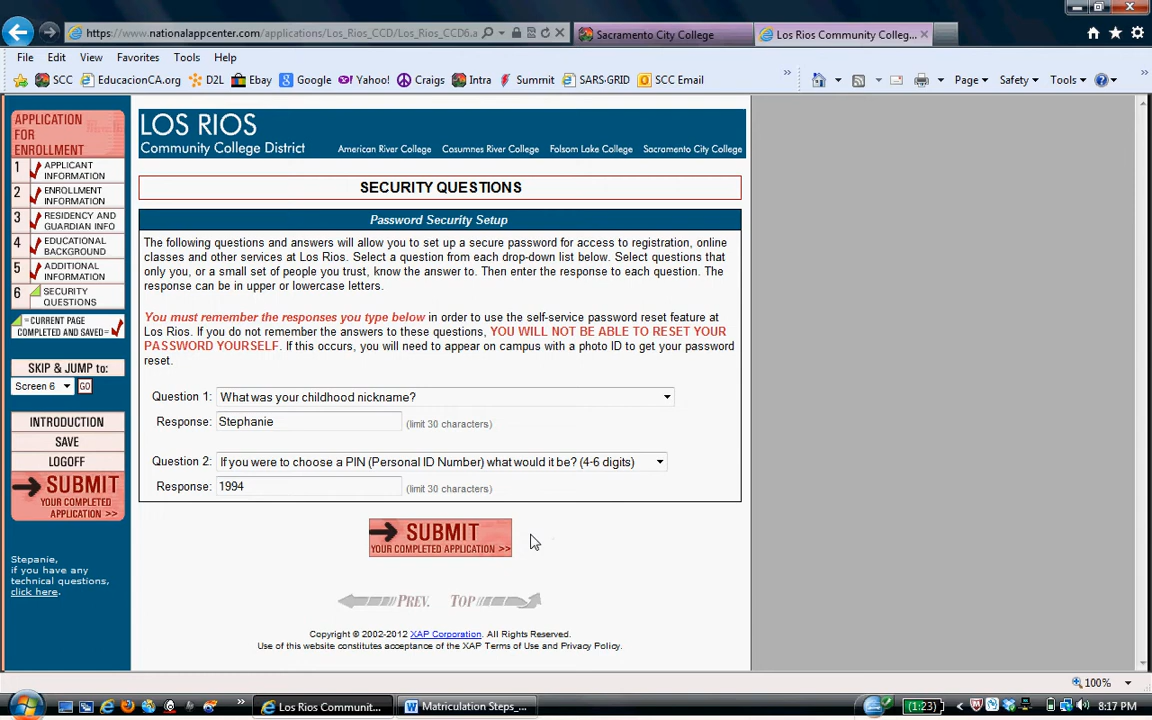 https://www.nationalappcenter.com/applications/Los_Rios_CCD/Los_Rios_CCD6.a
Sacramento City College
Los Rios Community Colleg...
File Edit View Favorites Tools Help
SCC EducacionCA.org D2L Ebay Google Yahoo! Craigs Intra Summit SARS·GRID SCC Email
Page Safety Tools
APPLICATION
FOR
ENROLLMENT
1 APPLICANT
INFORMATION
2 ENROLLMENT
INFORMATION
3 RESIDENCY AND
GUARDIAN INFO
4 EDUCATIONAL
BACKGROUND
5 ADDITIONAL
INFORMATION
6 SECURITY
QUESTIONS
=CURRENT PAGE
COMPLETED AND SAVED=
SKIP & JUMP to:
Screen 6 GO
INTRODUCTION
SAVE
LOGOFF
SUBMIT
YOUR COMPLETED
APPLICATION >>
Stepanie,
if you have any
technical questions,
click here.
LOS RIOS
Community College District American River College Cosumnes River College Folsom Lake College Sacramento City College
SECURITY QUESTIONS
Password Security Setup
The following questions and answers will allow you to set up a secure password for access to registration, online
classes and other services at Los Rios. Select a question from each drop-down list below. Select questions that
only you, or a small set of people you trust, know the answer to. Then enter the response to each question. The
response can be in upper or lowercase letters.
You must remember the responses you type below in order to use the self-service password reset feature at
Los Rios. If you do not remember the answers to these questions, YOU WILL NOT BE ABLE TO RESET YOUR
PASSWORD YOURSELF. If this occurs, you will need to appear on campus with a photo ID to get your password
reset.
Question 1: What was your childhood nickname?
Response: Stephanie (limit 30 characters)
Question 2: If you were to choose a PIN (Personal ID Number) what would it be? (4-6 digits)
Response: 1994 (limit 30 characters)
SUBMIT
YOUR COMPLETED APPLICATION >>
PREV. TOP
Copyright © 2002-2012 XAP Corporation. All Rights Reserved.
Use of this website constitutes acceptance of the XAP Terms of Use and Privacy Policy.
100%
Los Rios Communit... Matriculation Steps_... (1:23) 8:17 PM